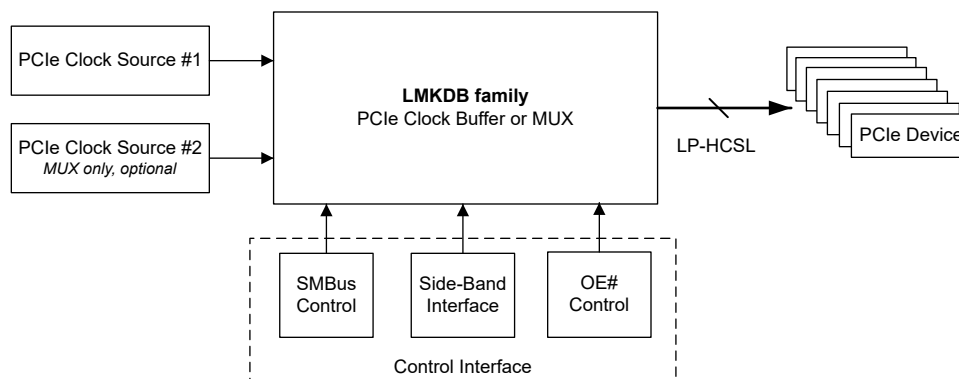 PCIe Clock Source #1
PCIe Clock Source #2
MUX only, optional
LMKDB family
PCIe Clock Buffer or MUX
LP-HCSL
PCIe Device
SMBus
Control
Side-Band
Interface
OE#
Control
Control Interface